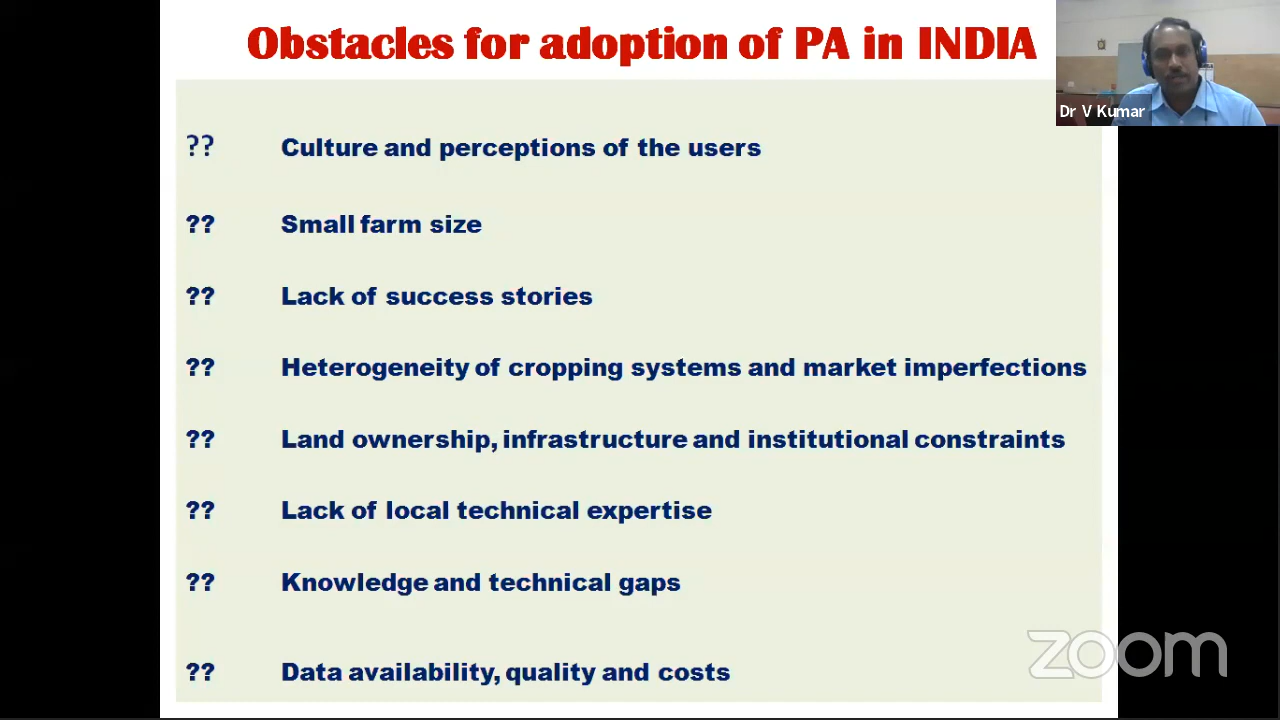 Obstacles for adoption of PA in INDIA
Dr V Kumar
?? Culture and perceptions of the users
?? Small farm size
?? Lack of success stories
?? Heterogeneity of cropping systems and market imperfections
?? Land ownership, infrastructure and institutional constraints
?? Lack of local technical expertise
?? Knowledge and technical gaps
?? Data availability, quality and costs
zoom